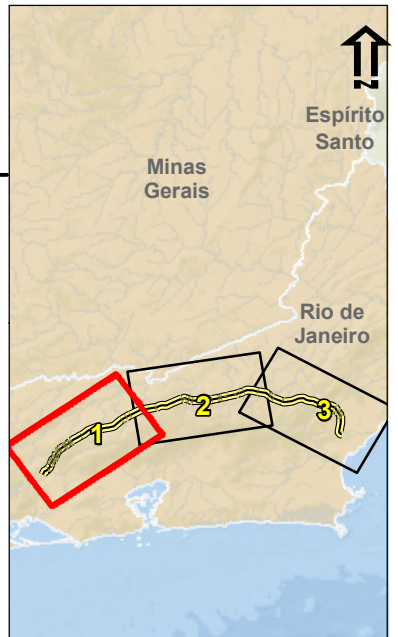 N
Espírito
Santo
Minas
Gerais
Rio de
Janeiro
1
2
3